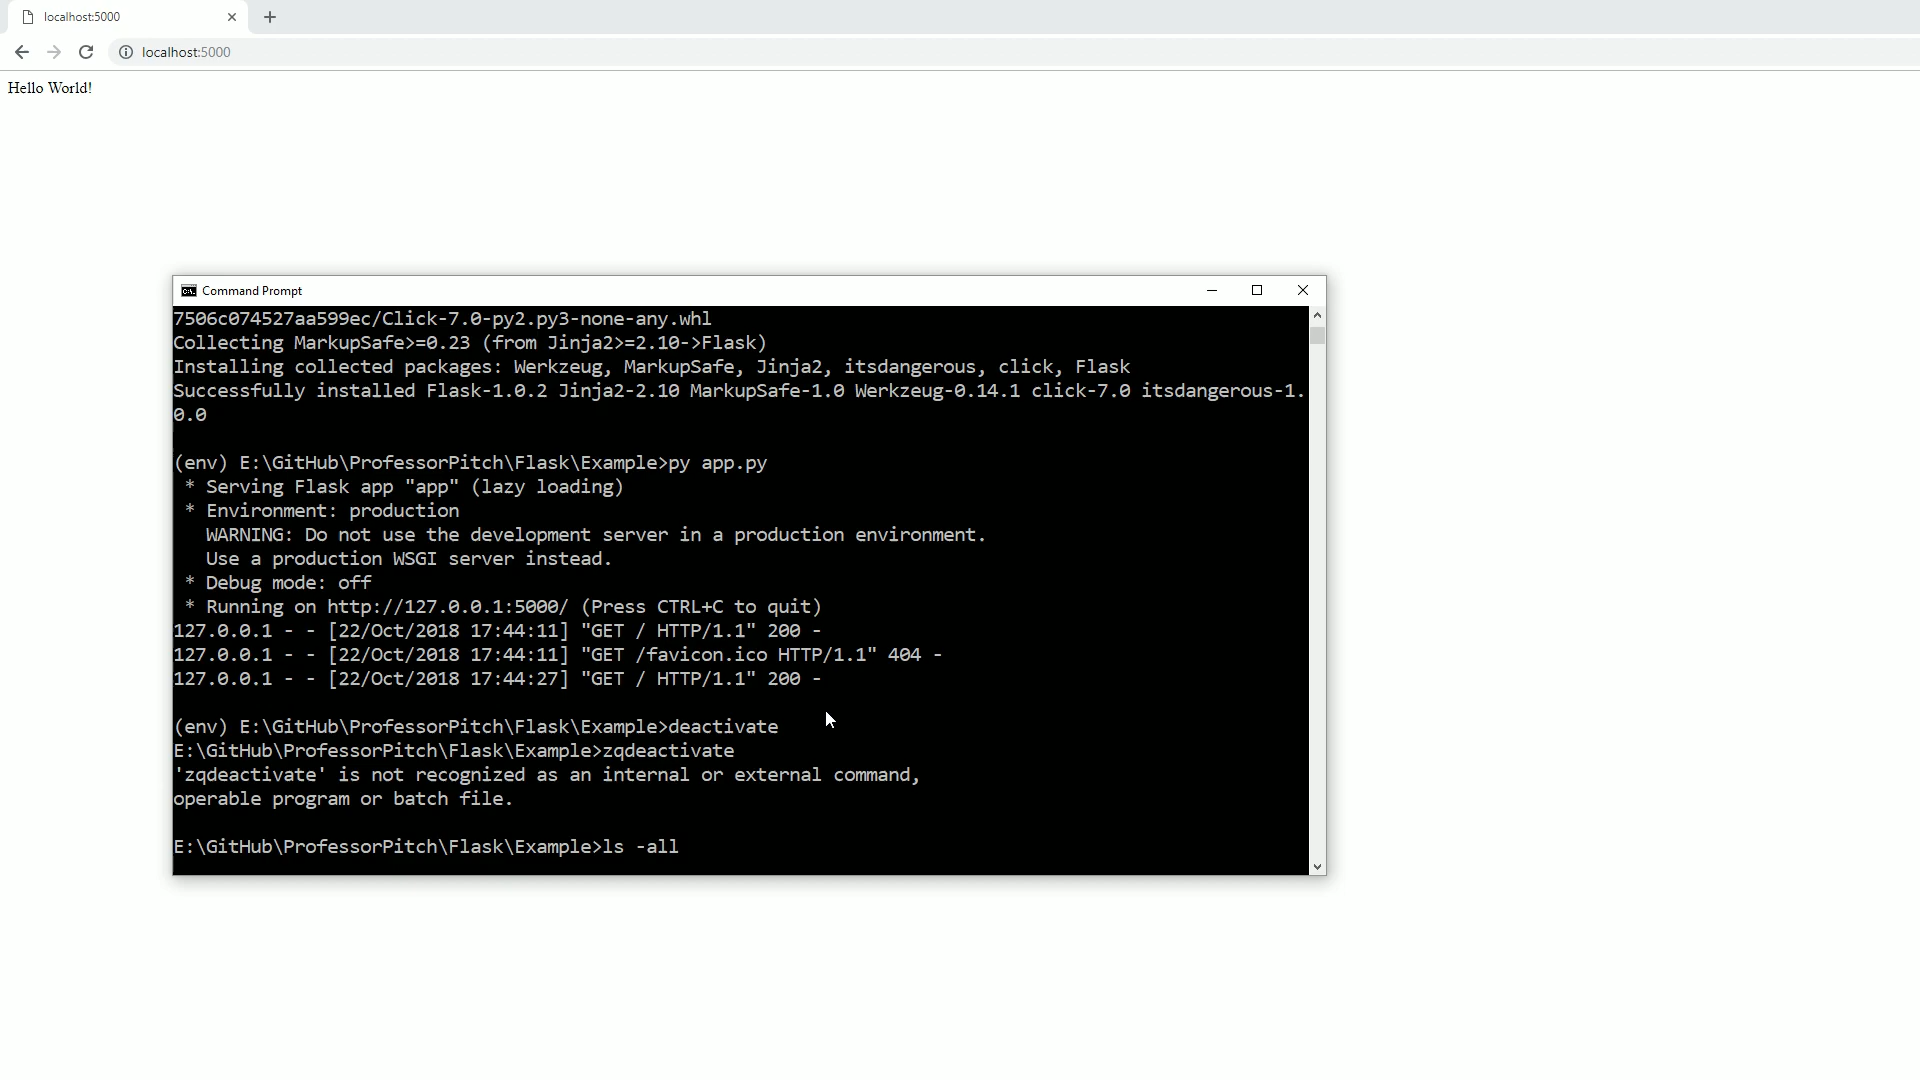 localhost:5000
localhost:5000
Hello World!
Command Prompt
7506c074527aa599ec/Click-7.0-py2.py3-none-any.whl
Collecting MarkupSafe>=0.23 (from Jinja2>=2.10->Flask)
Installing collected packages: Werkzeug, MarkupSafe, Jinja2, itsdangerous, click, Flask
Successfully installed Flask-1.0.2 Jinja2-2.10 MarkupSafe-1.0 Werkzeug-0.14.1 click-7.0 itsdangerous-1.
0.0
(env) E:\GitHub\ProfessorPitch\Flask\Example>py app.py
* Serving Flask app "app" (lazy loading)
* Environment: production
WARNING: Do not use the development server in a production environment.
Use a production WSGI server instead.
* Debug mode: off
* Running on http://127.0.0.1:5000/ (Press CTRL+C to quit)
127.0.0.1 - - [22/Oct/2018 17:44:11] "GET / HTTP/1.1" 200 -
127.0.0.1 - - [22/Oct/2018 17:44:11] "GET /favicon.ico HTTP/1.1" 404 -
127.0.0.1 - - [22/Oct/2018 17:44:27] "GET / HTTP/1.1" 200 -
(env) E:\GitHub\ProfessorPitch\Flask\Example>deactivate
E:\GitHub\ProfessorPitch\Flask\Example>zqdeactivate
'zqdeactivate' is not recognized as an internal or external command,
operable program or batch file.
E:\GitHub\ProfessorPitch\Flask\Example>ls -all